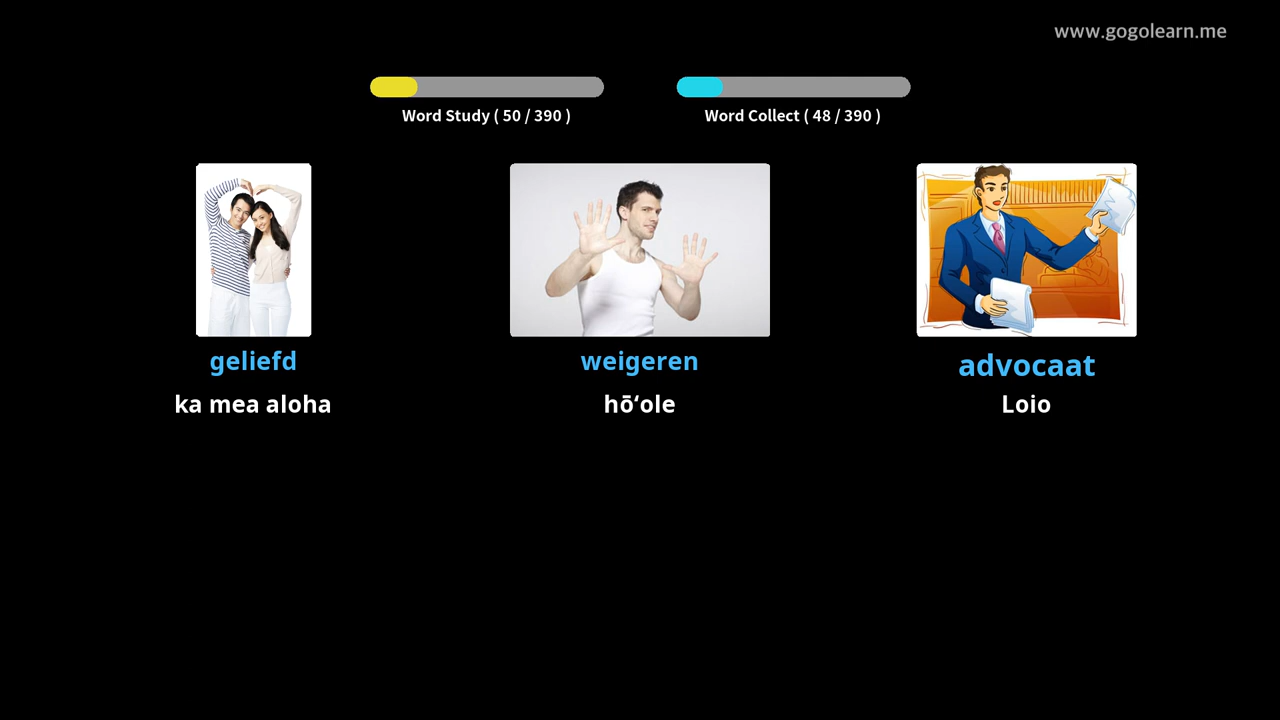 www.gogolearn.me
Word Study ( 50 / 390 )
Word Collect ( 48 / 390 )
geliefd
weigeren
advocaat
ka mea aloha
hōʻole
Loio